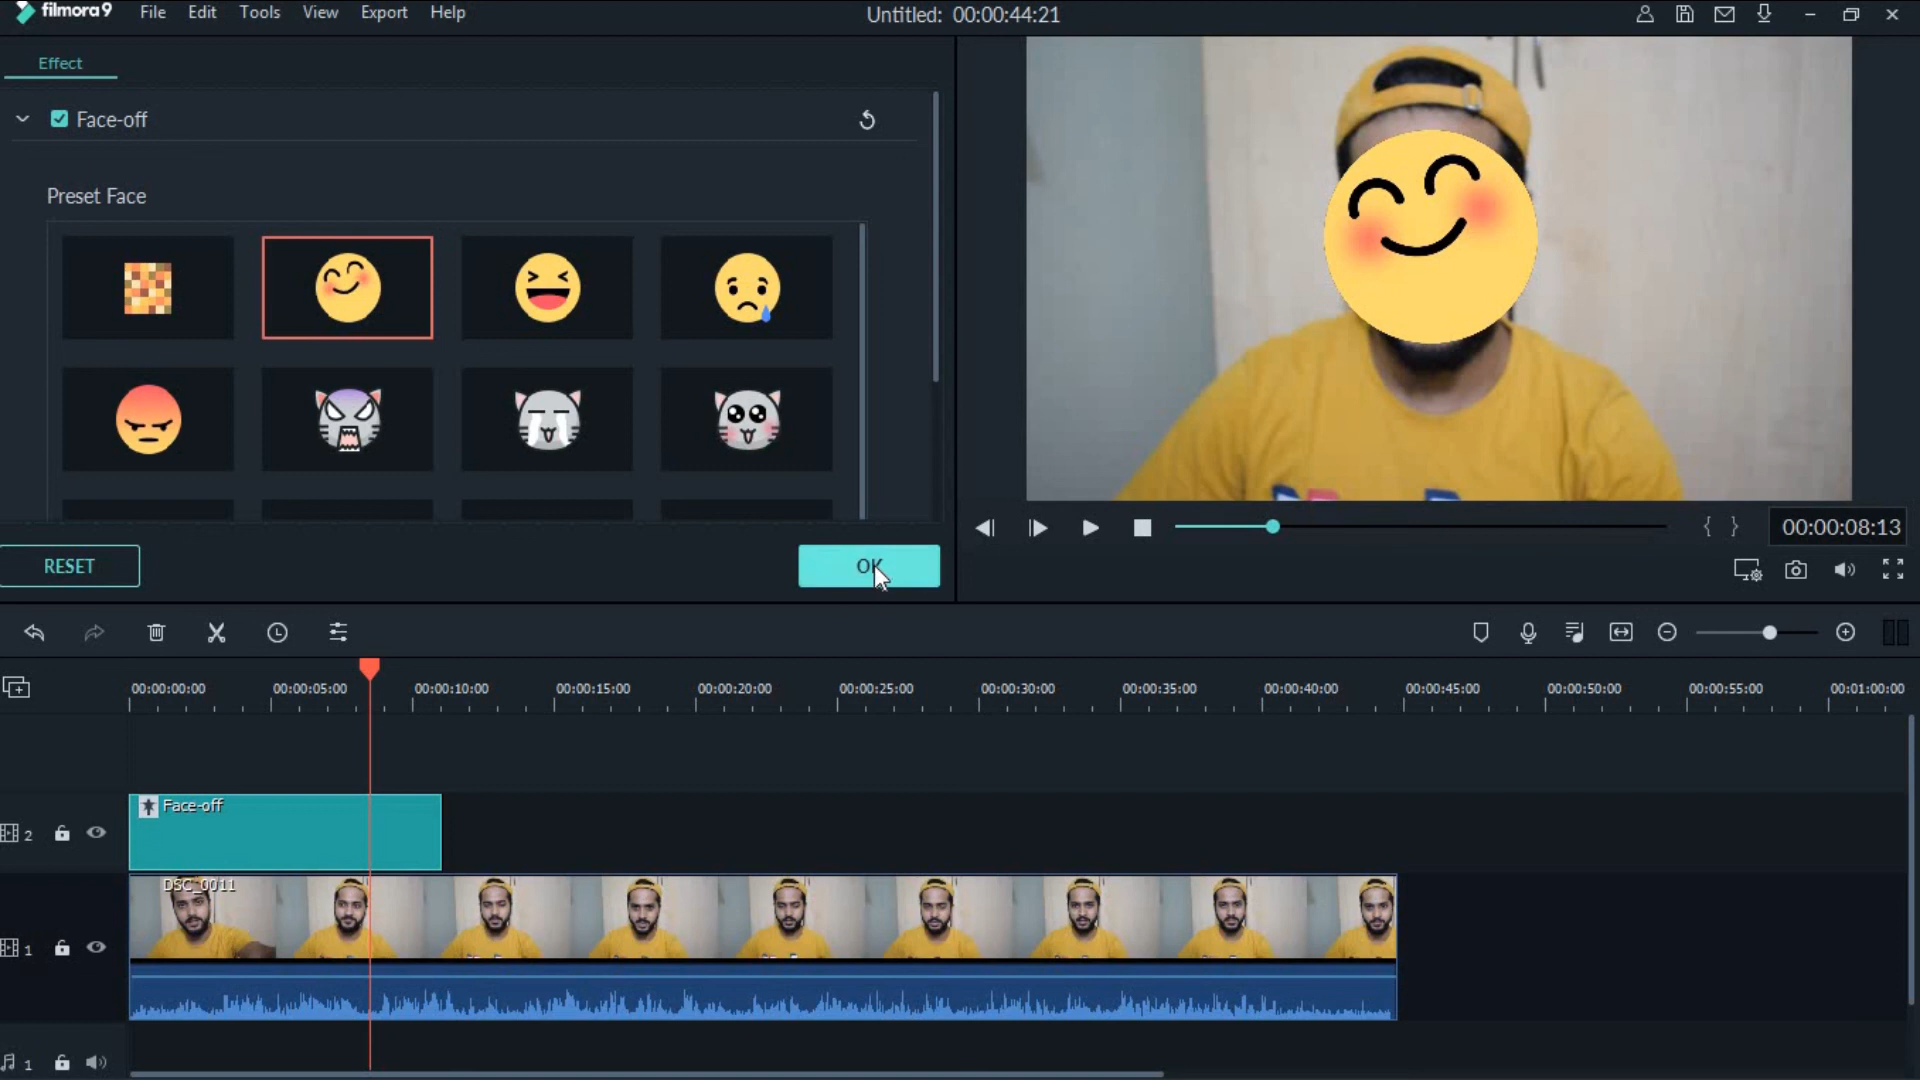 filmora9 File Edit Tools View Export Help Untitled: 00:00:44:21
Effect
Face-off
Preset Face
{ } 00:00:08:13
RESET OK
00:00:00:00 00:00:05:00 00:00:10:00 00:00:15:00 00:00:20:00 00:00:25:00 00:00:30:00 00:00:35:00 00:00:40:00 00:00:45:00 00:00:50:00 00:00:55:00 00:01:00:00
Face-off
2
DSC_0011
1
1